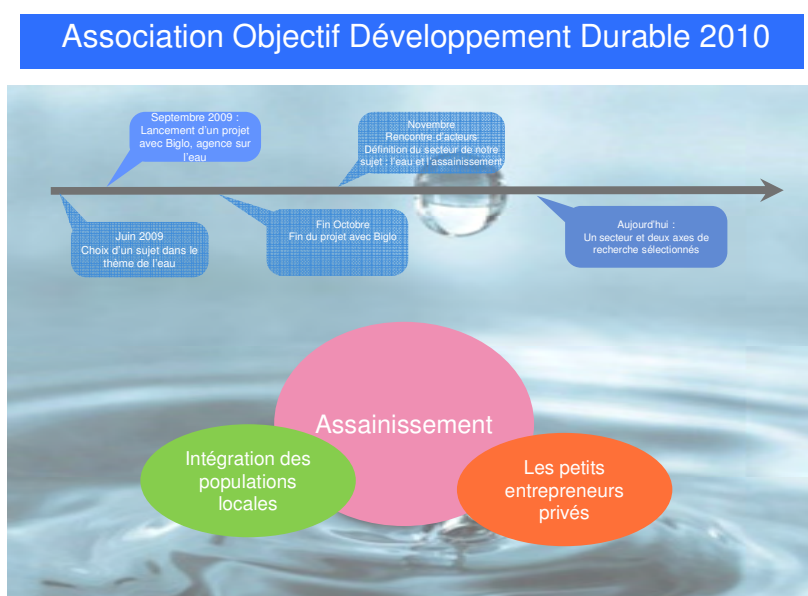 Association Objectif Développement Durable 2010
Septembre 2009 :
Lancement d'un projet
avec Biglo, agence sur
l'eau
Novembre
Rencontre d'acteurs
Définition du secteur de notre
sujet : l'eau et l'assainissement
Juin 2009
Choix d'un sujet dans le
thème de l'eau
Fin Octobre
Fin du projet avec Biglo
Aujourd'hui :
Un secteur et deux axes de
recherche sélectionnés
Assainissement
Intégration des
populations
locales
Les petits
entrepreneurs
privés